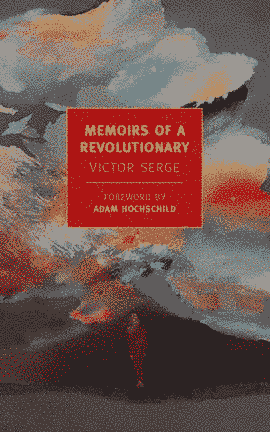 MEMOIRS OF A
REVOLUTIONARY
VICTOR SERGE
FOREWORD BY
ADAM HOCHSCHILD